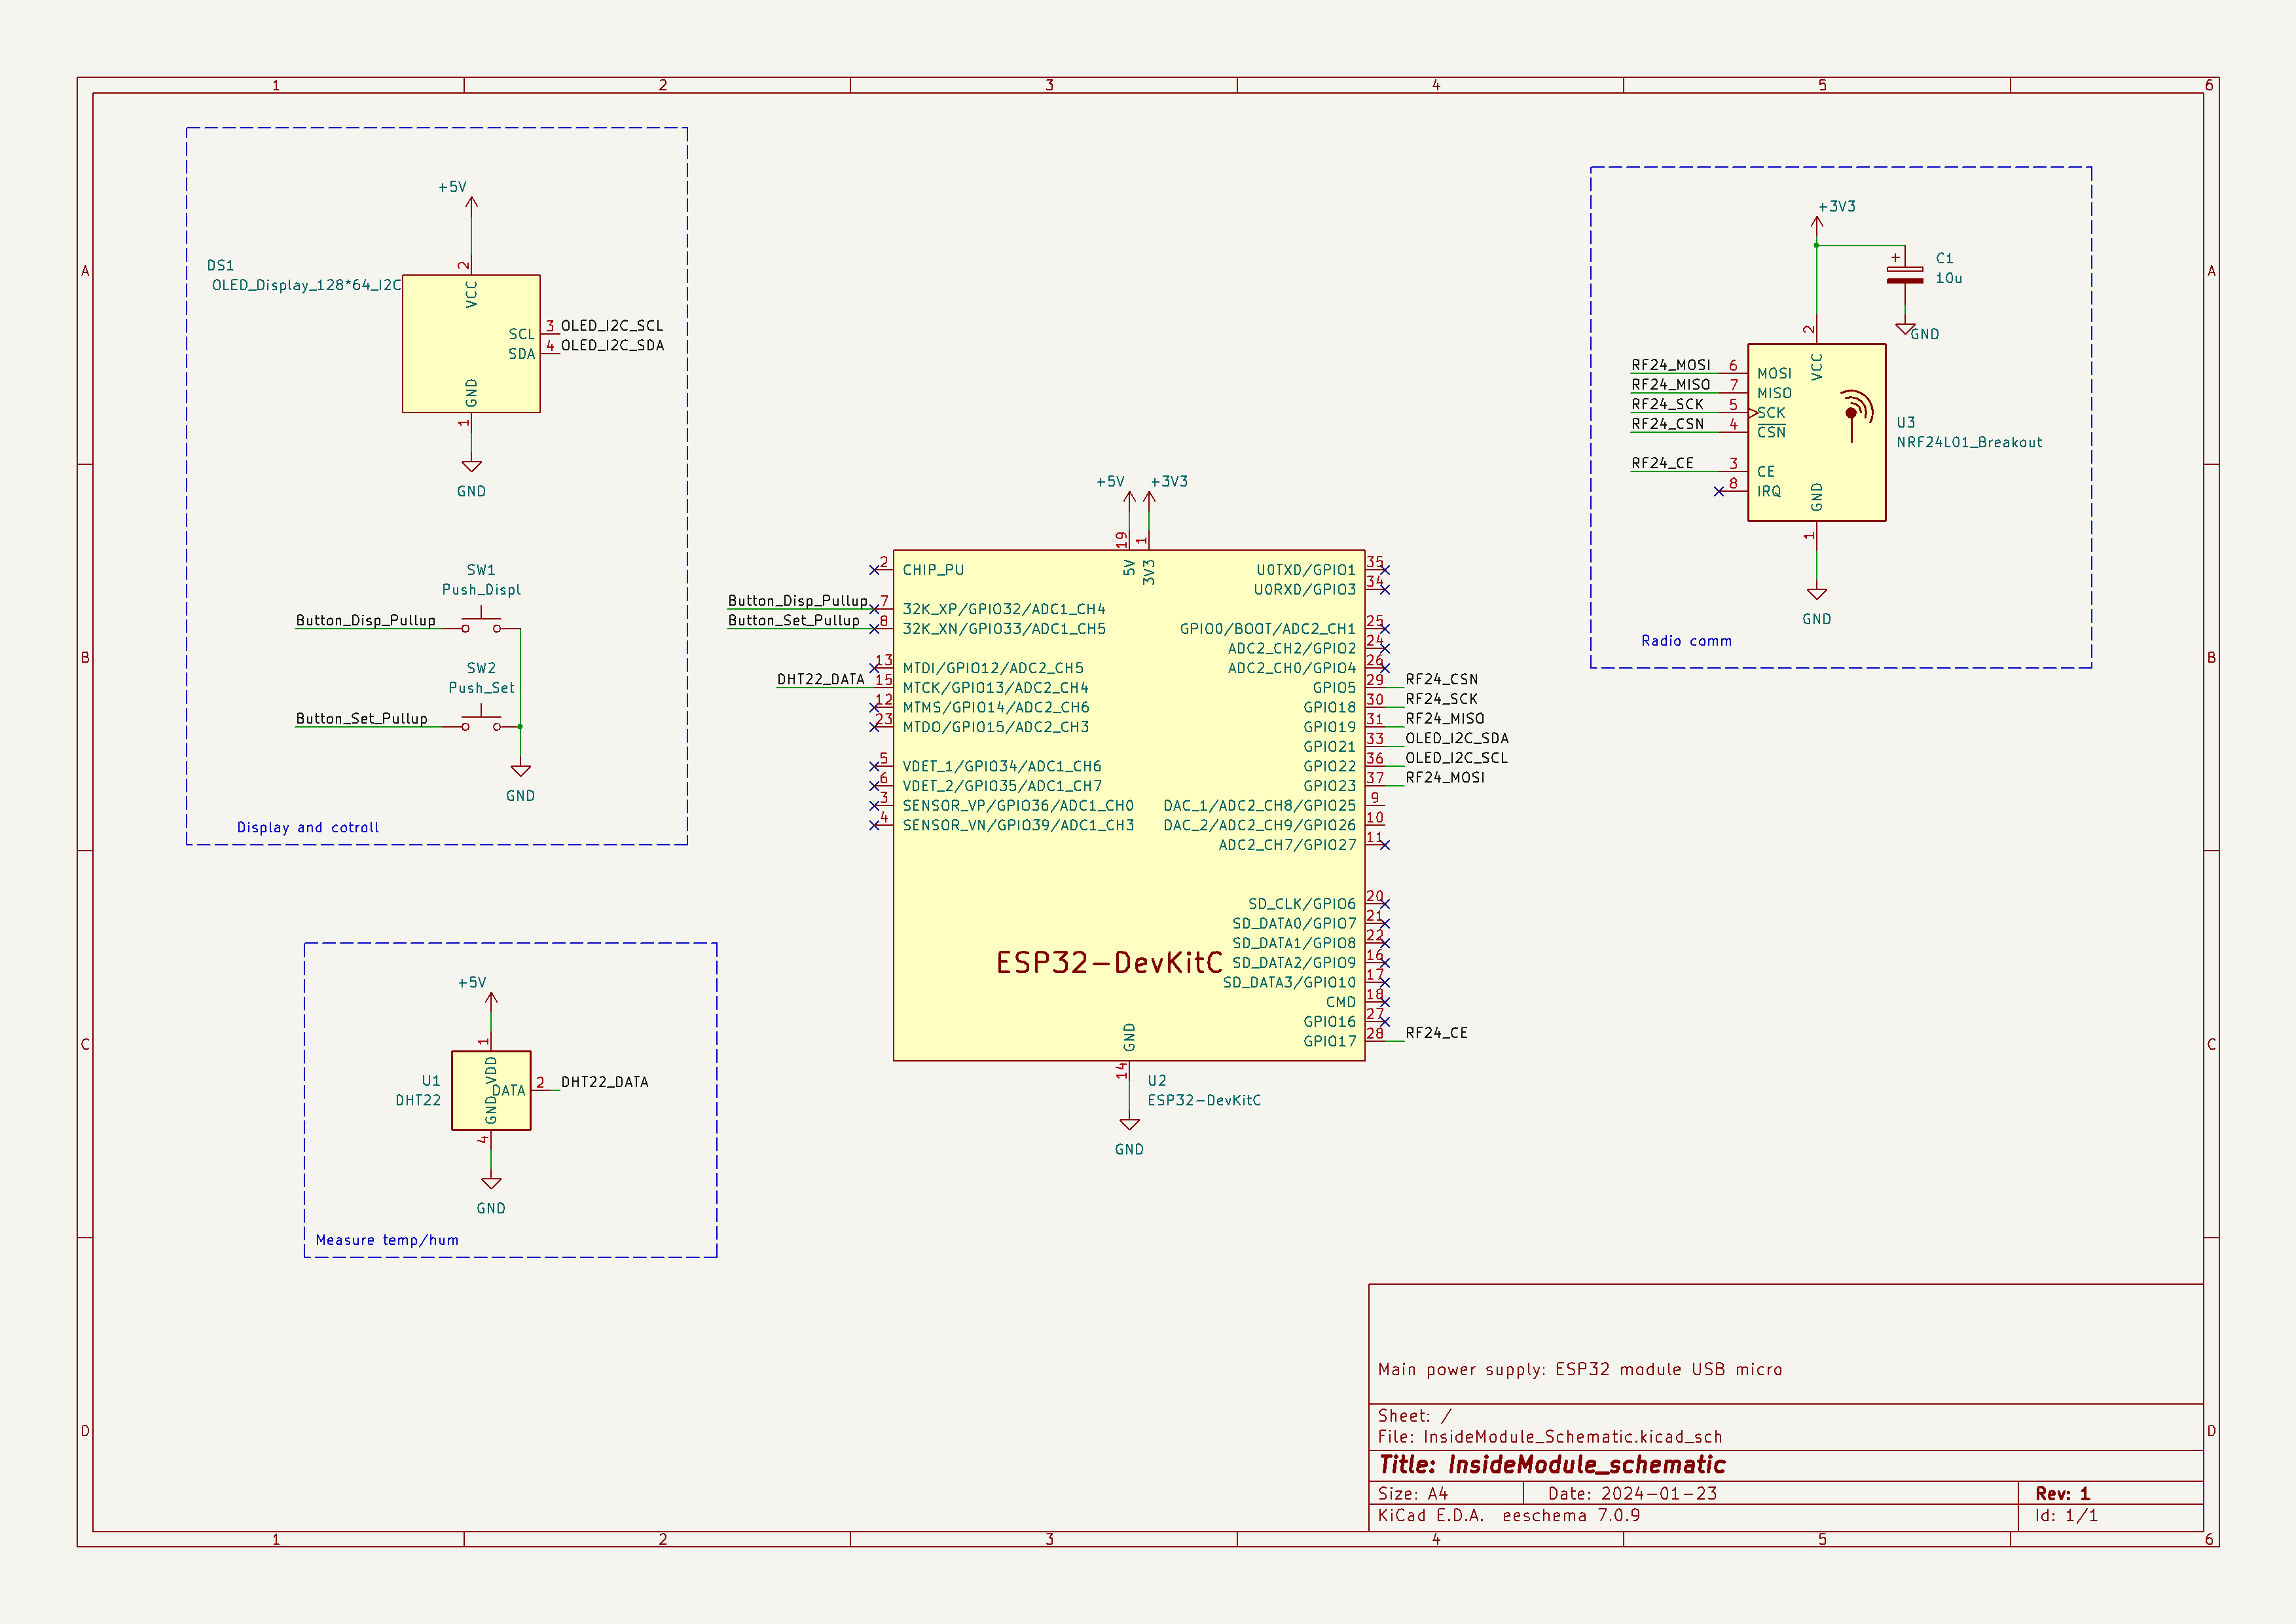 1 2 3 4 5 6
A
B
C
D
+5V
DS1
OLED_Display_128*64_I2C
2
VCC
SCL 3 OLED_I2C_SCL
SDA 4 OLED_I2C_SDA
GND
1
GND
SW1
Push_Displ
Button_Disp_Pullup
SW2
Push_Set
Button_Set_Pullup
GND
Display and cotroll
+5V
1
VDD
U1
DHT22
DATA 2 DHT22_DATA
GND
4
GND
Measure temp/hum
+5V +3V3
19 1
5V 3V3
2 CHIP_PU
Button_Disp_Pullup 7 32K_XP/GPIO32/ADC1_CH4
Button_Set_Pullup 8 32K_XN/GPIO33/ADC1_CH5
13 MTDI/GPIO12/ADC2_CH5
DHT22_DATA 15 MTCK/GPIO13/ADC2_CH4
12 MTMS/GPIO14/ADC2_CH6
23 MTDO/GPIO15/ADC2_CH3
5 VDET_1/GPIO34/ADC1_CH6
6 VDET_2/GPIO35/ADC1_CH7
3 SENSOR_VP/GPIO36/ADC1_CH0
4 SENSOR_VN/GPIO39/ADC1_CH3
U0TXD/GPIO1 35
U0RXD/GPIO3 34
GPIO0/BOOT/ADC2_CH1 25
ADC2_CH2/GPIO2 24
ADC2_CH0/GPIO4 26
GPIO5 29 RF24_CSN
GPIO18 30 RF24_SCK
GPIO19 31 RF24_MISO
GPIO21 33 OLED_I2C_SDA
GPIO22 36 OLED_I2C_SCL
GPIO23 37 RF24_MOSI
DAC_1/ADC2_CH8/GPIO25 9
DAC_2/ADC2_CH9/GPIO26 10
ADC2_CH7/GPIO27 11
SD_CLK/GPIO6 20
SD_DATA0/GPIO7 21
SD_DATA1/GPIO8 22
SD_DATA2/GPIO9 16
SD_DATA3/GPIO10 17
CMD 18
GPIO16 27
GPIO17 28 RF24_CE
ESP32-DevKitC
GND
14
U2
ESP32-DevKitC
GND
+3V3
C1
+
10u
GND
2
VCC
RF24_MOSI 6 MOSI
RF24_MISO 7 MISO
RF24_SCK 5 SCK
RF24_CSN 4 CSN
RF24_CE 3 CE
8 IRQ
U3
NRF24L01_Breakout
GND
1
GND
Radio comm
A
B
C
D
Main power supply: ESP32 module USB micro
Sheet: /
File: InsideModule_Schematic.kicad_sch
Title: InsideModule_schematic
Size: A4 Date: 2024-01-23 Rev: 1
KiCad E.D.A. eeschema 7.0.9 Id: 1/1
1 2 3 4 5 6